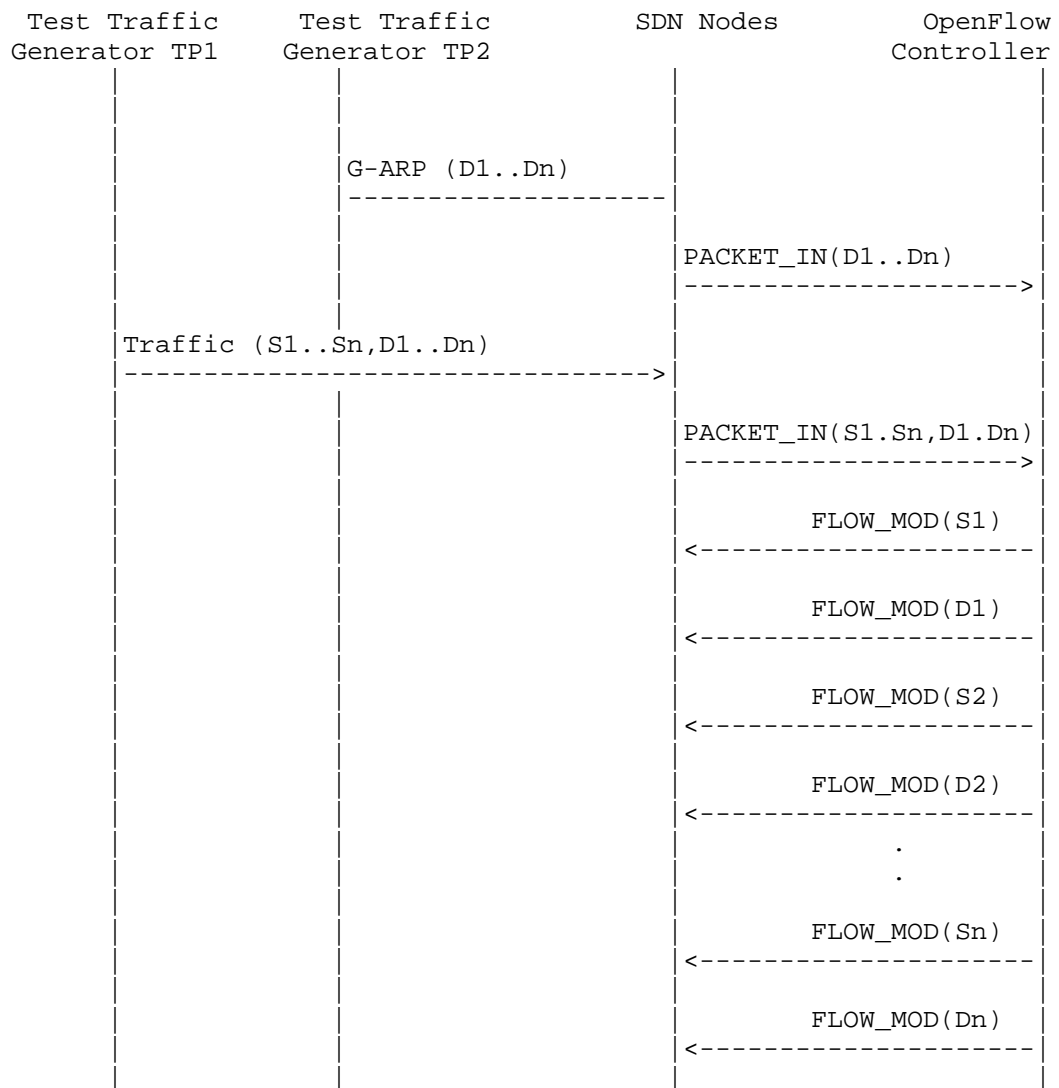 Test Traffic Test Traffic SDN Nodes OpenFlow
Generator TP1 Generator TP2 Controller
G-ARP (D1..Dn)
PACKET_IN(D1..Dn)
Traffic (S1..Sn,D1..Dn)
PACKET_IN(S1.Sn,D1.Dn)
FLOW_MOD(S1)
FLOW_MOD(D1)
FLOW_MOD(S2)
FLOW_MOD(D2)
.
.
FLOW_MOD(Sn)
FLOW_MOD(Dn)